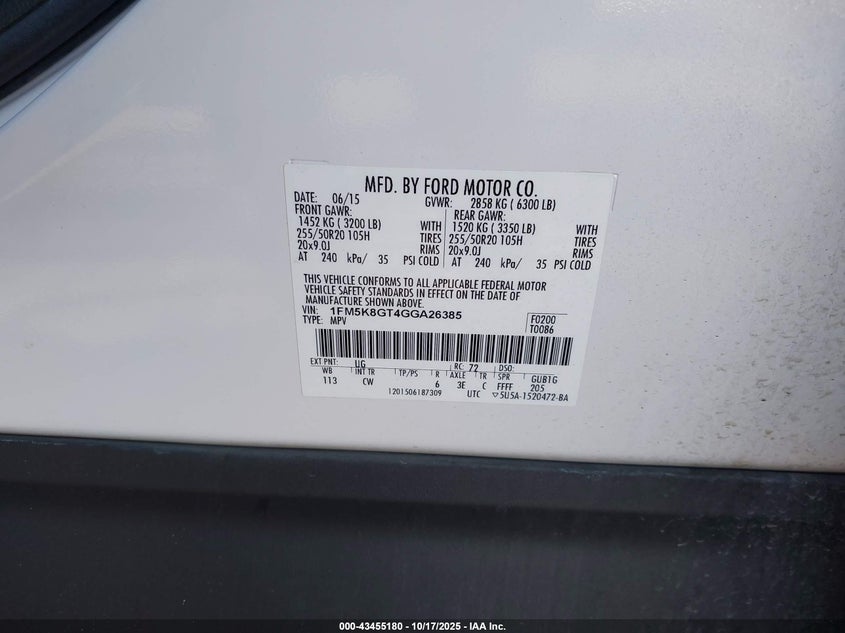 MFD. BY FORD MOTOR CO.
DATE: 06/15 GVWR: 2858 KG ( 6300 LB)
FRONT GAWR: REAR GAWR:
1452 KG ( 3200 LB) WITH 1520 KG ( 3350 LB) WITH
255/50R20 105H TIRES 255/50R20 105H TIRES
20x9.0J RIMS 20x9.0J RIMS
AT 240 kPa/ 35 PSI COLD AT 240 kPa/ 35 PSI COLD
THIS VEHICLE CONFORMS TO ALL APPLICABLE FEDERAL MOTOR
VEHICLE SAFETY STANDARDS IN EFFECT ON THE DATE OF
MANUFACTURE SHOWN ABOVE.
VIN: 1FM5K8GT4GGA26385 F0200
TYPE: MPV T0086
EXT PNT: UG RC: 72 DSO:
WB INT TR TP/PS R AXLE TR SPR GUB1G
113 CW 6 3E C FFFF 205
1201506187309 UTC ▽5U5A-1520472-BA
000-43455180 - 10/17/2025 - IAA Inc.